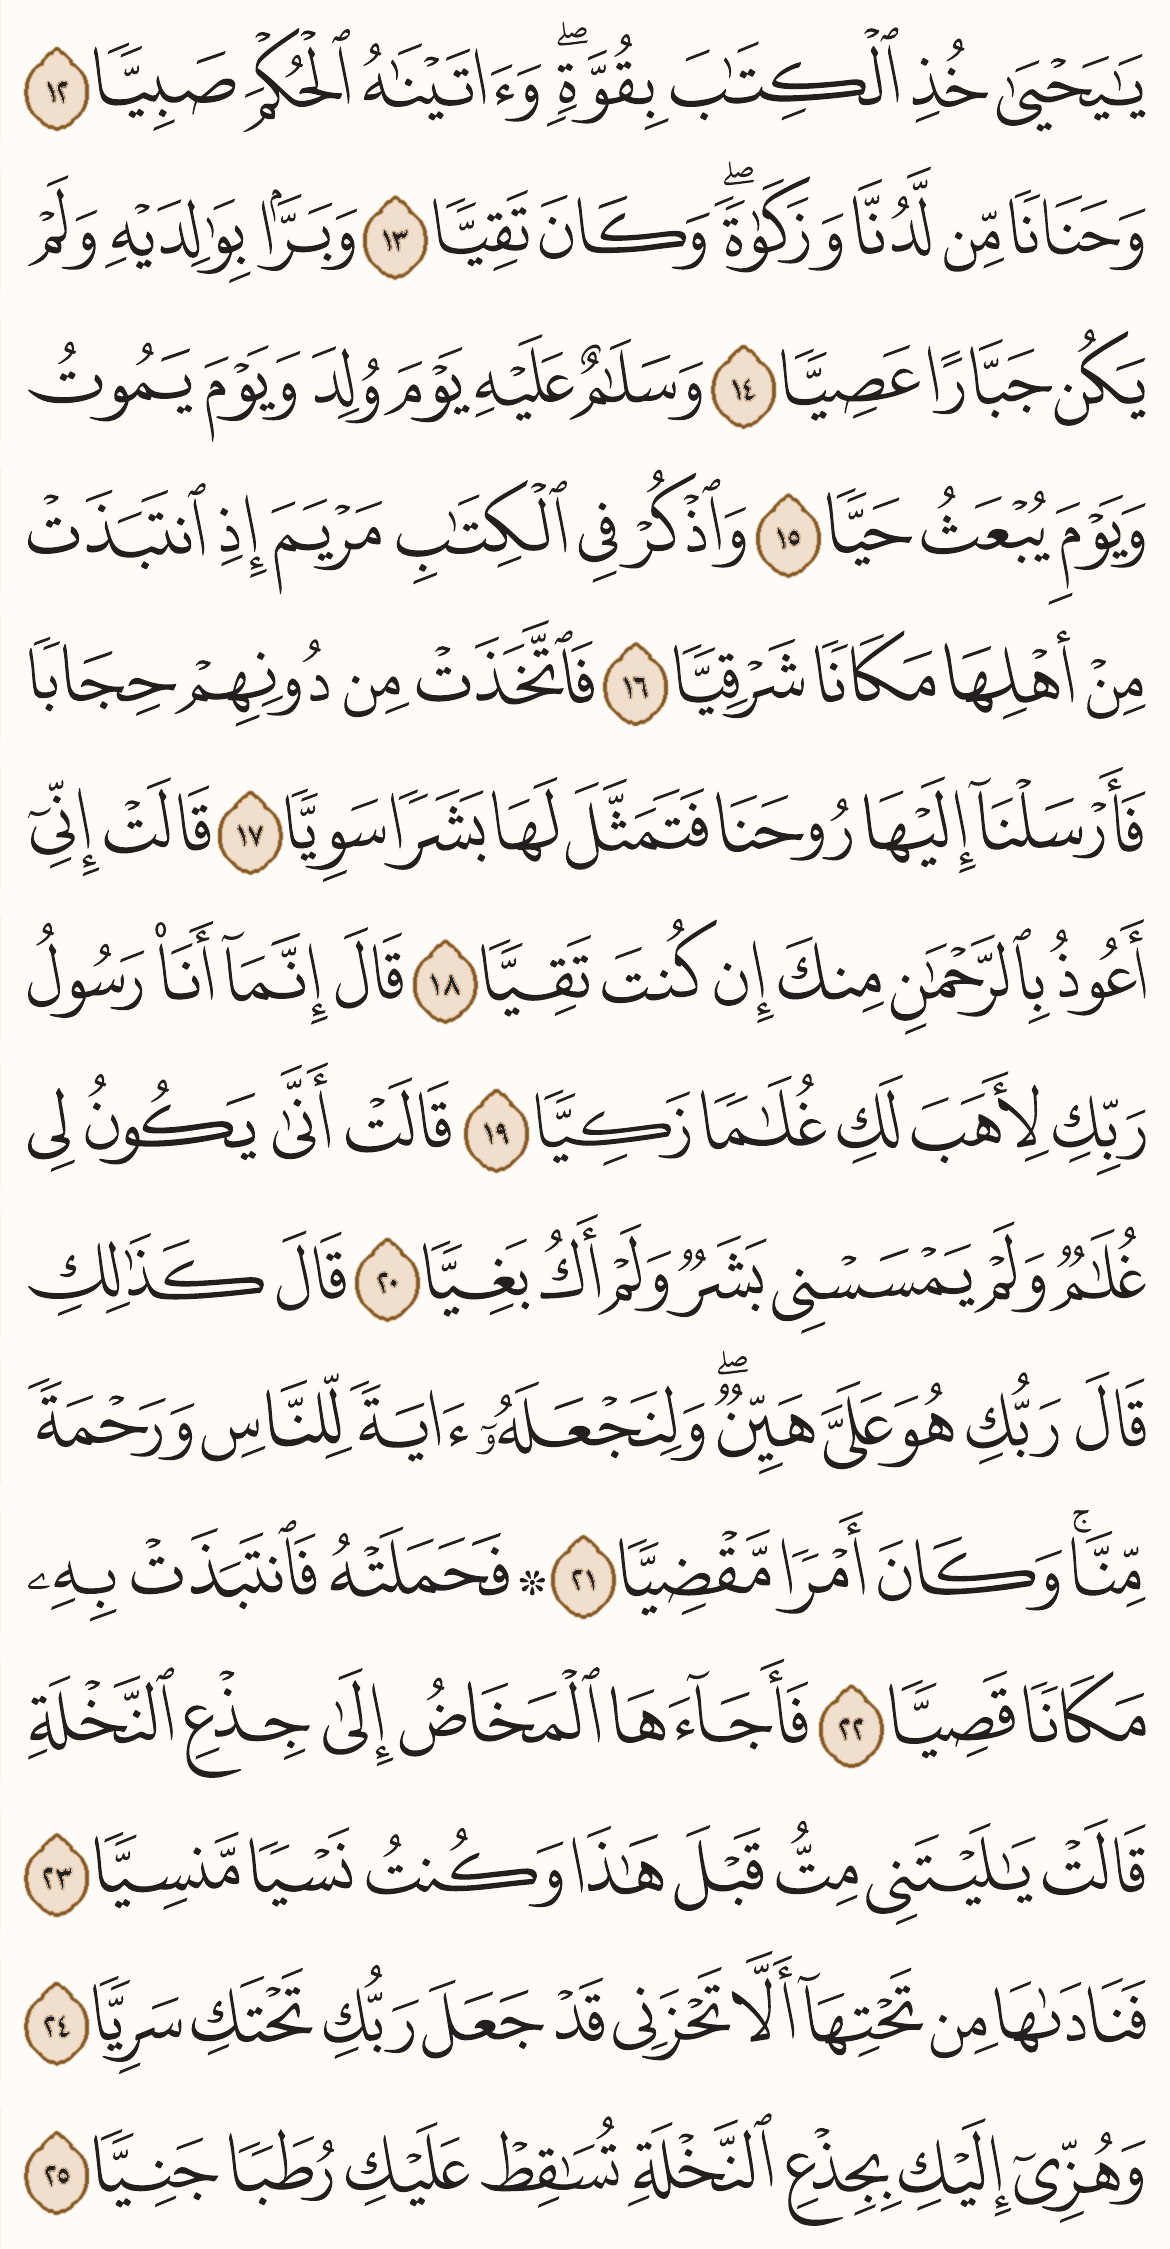 يَـٰيَحْيَىٰ خُذِ ٱلْكِتَـٰبَ بِقُوَّةٍۖ وَءَاتَيْنَـٰهُ ٱلْحُكْمَ صَبِيًّا ١٢
وَحَنَانًا مِّن لَّدُنَّا وَزَكَوٰةًۖ وَكَانَ تَقِيًّا ١٣ وَبَرًّۢا بِوَٰلِدَيْهِ وَلَمْ
يَكُن جَبَّارًا عَصِيًّا ١٤ وَسَلَـٰمٌ عَلَيْهِ يَوْمَ وُلِدَ وَيَوْمَ يَمُوتُ
وَيَوْمَ يُبْعَثُ حَيًّا ١٥ وَٱذْكُرْ فِى ٱلْكِتَـٰبِ مَرْيَمَ إِذِ ٱنتَبَذَتْ
مِنْ أَهْلِهَا مَكَانًا شَرْقِيًّا ١٦ فَٱتَّخَذَتْ مِن دُونِهِمْ حِجَابًا
فَأَرْسَلْنَآ إِلَيْهَا رُوحَنَا فَتَمَثَّلَ لَهَا بَشَرًا سَوِيًّا ١٧ قَالَتْ إِنِّىٓ
أَعُوذُ بِٱلرَّحْمَـٰنِ مِنكَ إِن كُنتَ تَقِيًّا ١٨ قَالَ إِنَّمَآ أَنَا۠ رَسُولُ
رَبِّكِ لِأَهَبَ لَكِ غُلَـٰمًا زَكِيًّا ١٩ قَالَتْ أَنَّىٰ يَكُونُ لِى
غُلَـٰمٌ وَلَمْ يَمْسَسْنِى بَشَرٌ وَلَمْ أَكُ بَغِيًّا ٢٠ قَالَ كَذَٰلِكِ
قَالَ رَبُّكِ هُوَ عَلَىَّ هَيِّنٌۖ وَلِنَجْعَلَهُۥٓ ءَايَةً لِّلنَّاسِ وَرَحْمَةً
مِّنَّاۚ وَكَانَ أَمْرًا مَّقْضِيًّا ٢١ ۞ فَحَمَلَتْهُ فَٱنتَبَذَتْ بِهِۦ
مَكَانًا قَصِيًّا ٢٢ فَأَجَآءَهَا ٱلْمَخَاضُ إِلَىٰ جِذْعِ ٱلنَّخْلَةِ
قَالَتْ يَـٰلَيْتَنِى مِتُّ قَبْلَ هَـٰذَا وَكُنتُ نَسْيًا مَّنسِيًّا ٢٣
فَنَادَىٰهَا مِن تَحْتِهَآ أَلَّا تَحْزَنِى قَدْ جَعَلَ رَبُّكِ تَحْتَكِ سَرِيًّا ٢٤
وَهُزِّىٓ إِلَيْكِ بِجِذْعِ ٱلنَّخْلَةِ تُسَـٰقِطْ عَلَيْكِ رُطَبًا جَنِيًّا ٢٥